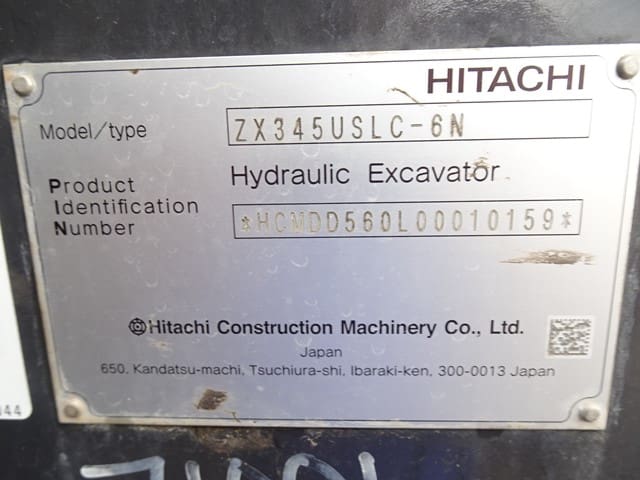 HITACHI
Model/type ZX345USLC-6N
Product Hydraulic Excavator
Identification
Number *HCMDD560L00010159*
Hitachi Construction Machinery Co., Ltd.
Japan
650, Kandatsu-machi, Tsuchiura-shi, Ibaraki-ken, 300-0013 Japan
44